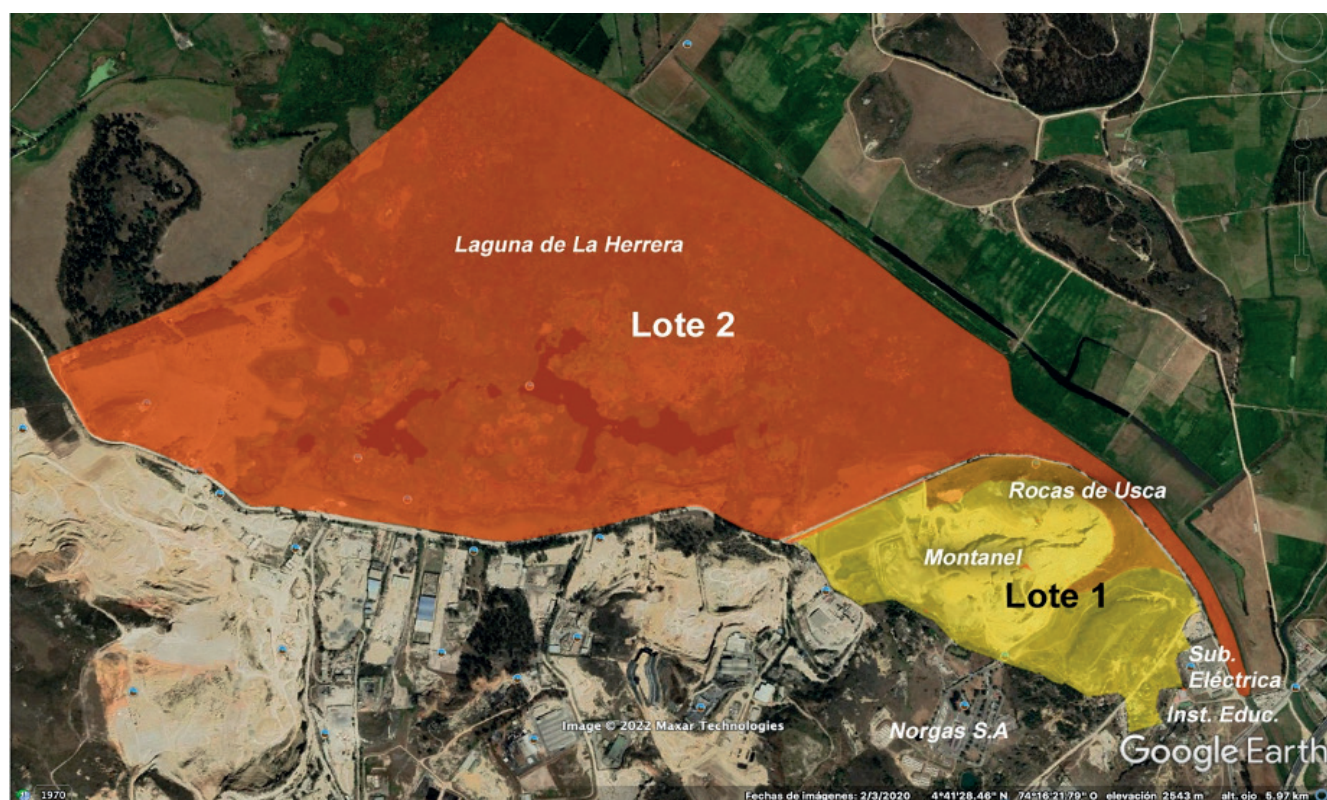 Laguna de La Herrera
Lote 2
Rocas de Usca
Montanel
Lote 1
Sub.
Eléctrica
Inst. Educ.
Norgas S.A
Image © 2022 Maxar Technologies
Google Earth
1970
Fechas de imágenes: 2/3/2020 4°41'28.46" N 74°16'21.79" O elevación 2543 m alt. ojo 5.97 km